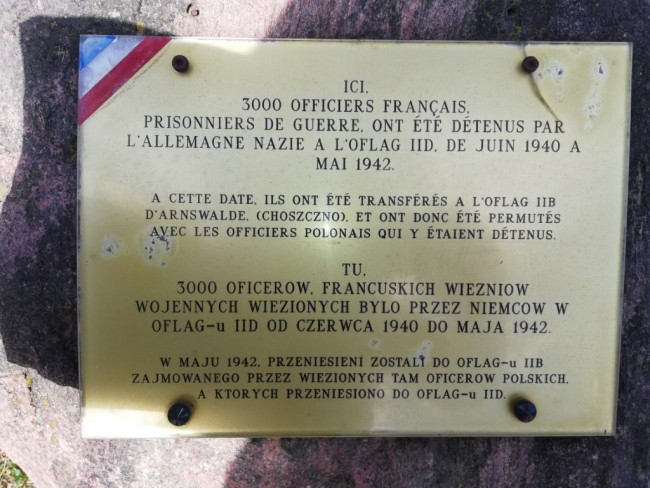 ICI,
3000 OFFICIERS FRANÇAIS,
PRISONNIERS DE GUERRE, ONT ÉTÉ DÉTENUS PAR
L'ALLEMAGNE NAZIE A L'OFLAG IID, DE JUIN 1940 A
MAI 1942.
A CETTE DATE, ILS ONT ÉTÉ TRANSFÉRÉS A L'OFLAG IIB
D'ARNSWALDE, (CHOSZCZNO), ET ONT DONC ÉTÉ PERMUTÉS
AVEC LES OFFICIERS POLONAIS QUI Y ÉTAIENT DÉTENUS.
TU,
3000 OFICEROW, FRANCUSKICH WIEZNIOW
WOJENNYCH WIEZIONYCH BYLO PRZEZ NIEMCOW W
OFLAG-u IID OD CZERWCA 1940 DO MAJA 1942.
W MAJU 1942, PRZENIESIENI ZOSTALI DO OFLAG-u IIB
ZAJMOWANEGO PRZEZ WIEZIONYCH TAM OFICEROW POLSKICH,
A KTORYCH PRZENIESIONO DO OFLAG-u IID.